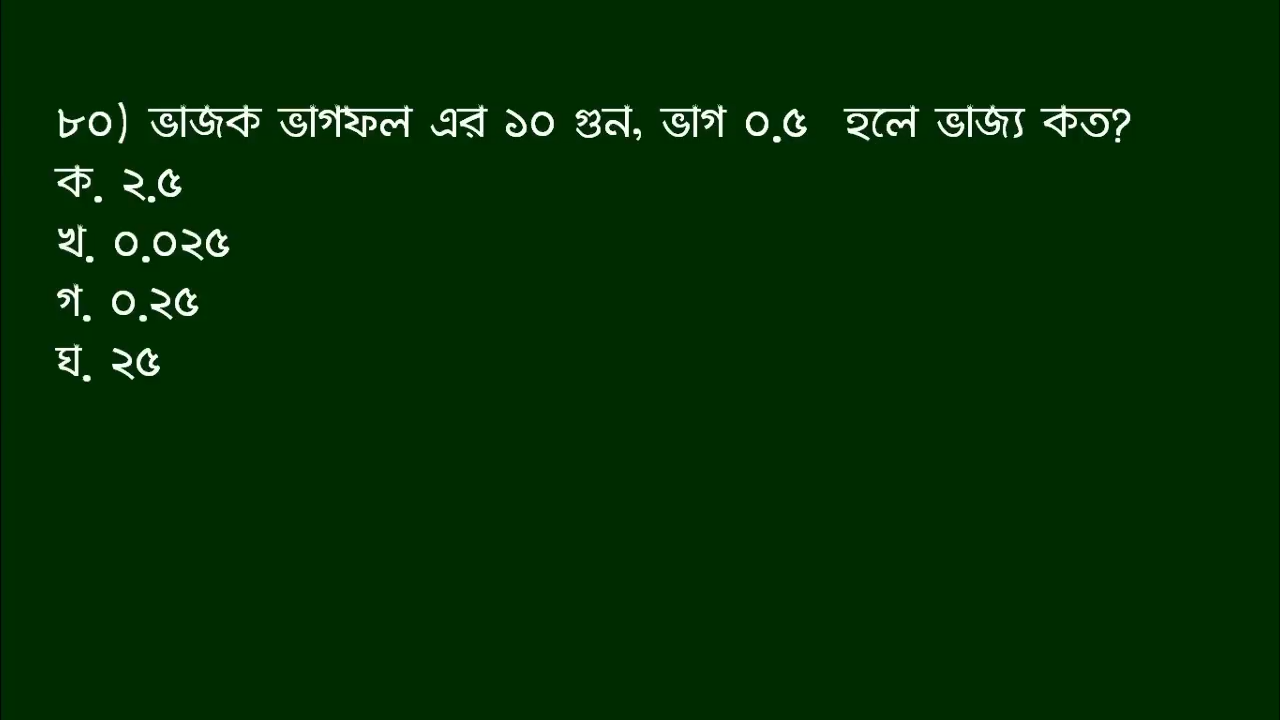 ৮০) ভাজক ভাগফল এর ১০ গুন, ভাগ ০.৫ হলে ভাজ্য কত?
ক. ২.৫
খ. ০.০২৫
গ. ০.২৫
ঘ. ২৫